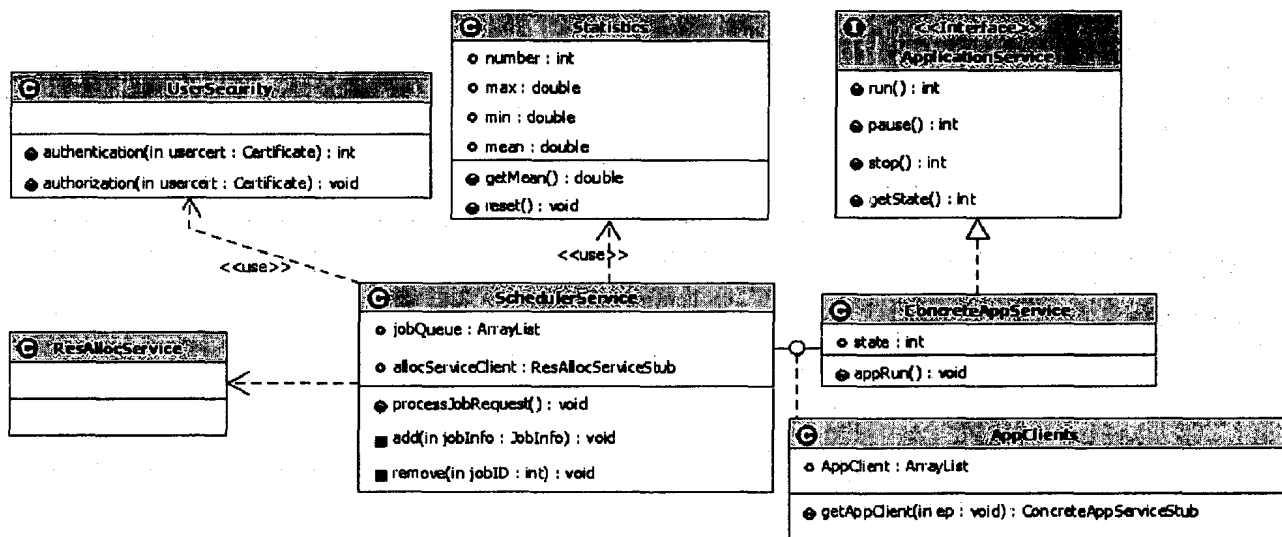 C Statistics
number : int
max : double
min : double
mean : double
getMean() : double
reset() : void
I <<Interface>>
ApplicationService
run() : int
pause() : int
stop() : int
getState() : int
C UserSecurity
authentication(in usercert : Certificate) : int
authorization(in usercert : Certificate) : void
<<use>>
<<use>>
C SchedulerService
jobQueue : ArrayList
allocServiceClient : ResAllocServiceStub
processJobRequest() : void
add(in jobInfo : JobInfo) : void
remove(in jobID : int) : void
C ResAllocService
C ConcreteAppService
state : int
appRun() : void
C AppClients
AppClient : ArrayList
getAppClient(in ep : void) : ConcreteAppServiceStub